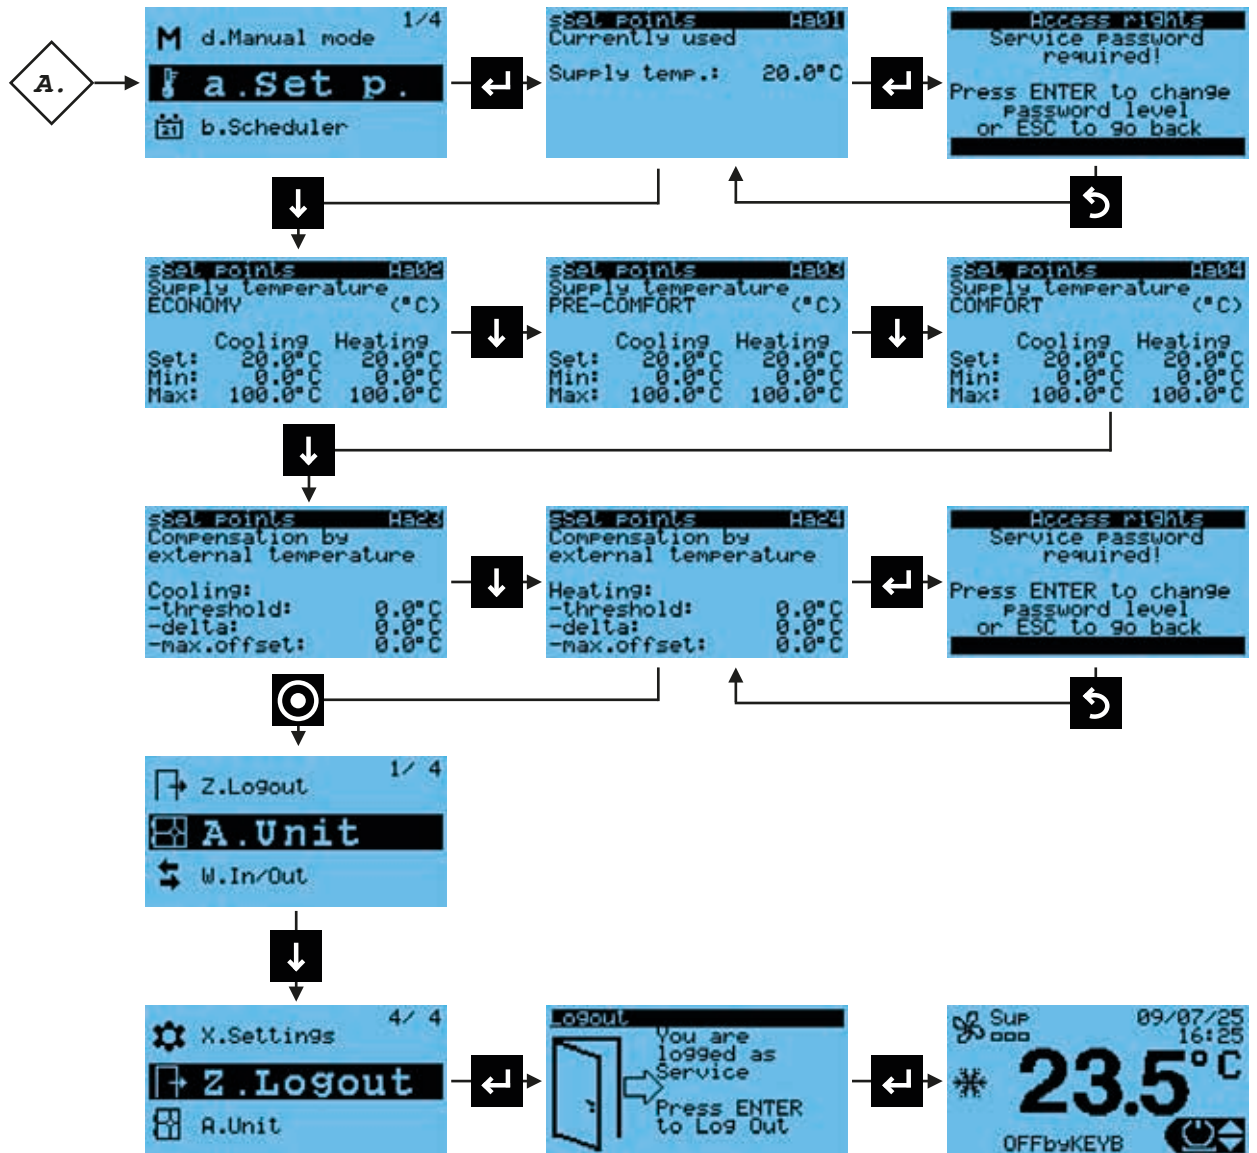 A.
1/4
d.Manual mode
a.Set p.
21
b.Scheduler
sSet points Aa01
Currently used
Supply temp.: 20.0°C
Access rights
Service password
required!
Press ENTER to change
password level
or ESC to go back
sSet points Aa02
Supply temperature
ECONOMY (°C)
Cooling Heating
Set: 20.0°C 20.0°C
Min: 0.0°C 0.0°C
Max: 100.0°C 100.0°C
sSet points Aa03
Supply temperature
PRE-COMFORT (°C)
Cooling Heating
Set: 20.0°C 20.0°C
Min: 0.0°C 0.0°C
Max: 100.0°C 100.0°C
sSet points Aa04
Supply temperature
COMFORT (°C)
Cooling Heating
Set: 20.0°C 20.0°C
Min: 0.0°C 0.0°C
Max: 100.0°C 100.0°C
sSet points Aa23
Compensation by
external temperature
Cooling:
-threshold: 0.0°C
-delta: 0.0°C
-max.offset: 0.0°C
sSet points Aa24
Compensation by
external temperature
Heating:
-threshold: 0.0°C
-delta: 0.0°C
-max.offset: 0.0°C
Access rights
Service password
required!
Press ENTER to change
password level
or ESC to go back
1/ 4
Z.Logout
A.Unit
W.In/Out
4/ 4
X.Settings
Z.Logout
A.Unit
Logout
You are
logged as
Service
Press ENTER
to Log Out
Sup 09/07/25
16:25
23.5°C
OFFbyKEYB